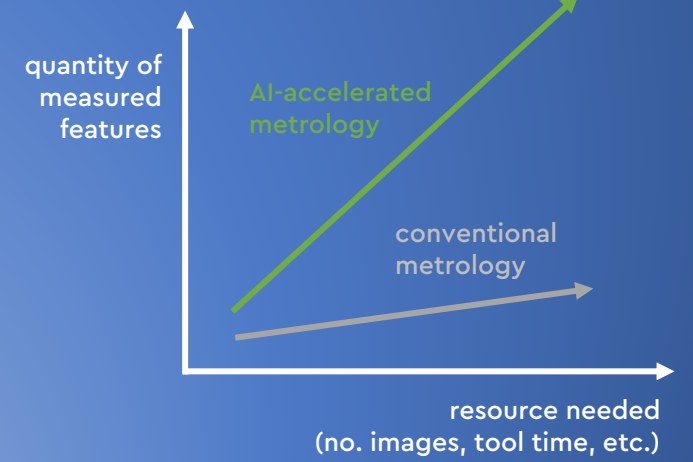 quantity of
measured
features
AI-accelerated
metrology
conventional
metrology
resource needed
(no. images, tool time, etc.)